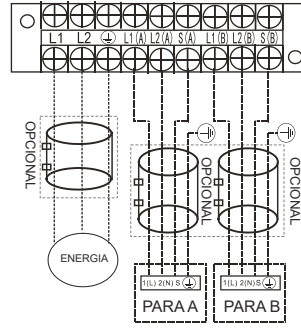 L1 L2 L1(A) L2(A) S(A) L1(B) L2(B) S(B)
OPCIONAL
OPCIONAL
OPCIONAL
ENERGIA
1(L) 2(N) S
1(L) 2(N) S
PARA A
PARA B